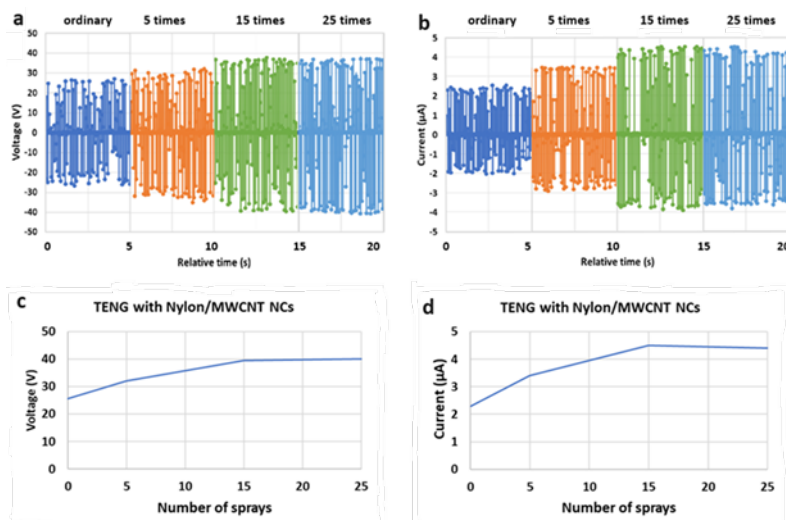 a
ordinary 5 times 15 times 25 times
50
40
30
20
10
0
-10
-20
-30
-40
-50
Voltage (V)
0 5 10 15 20
Relative time (s)
b
ordinary 5 times 15 times 25 times
5
4
3
2
1
0
-1
-2
-3
-4
-5
Current (μA)
0 5 10 15 20
Relative time (s)
c
TENG with Nylon/MWCNT NCs
50
40
30
20
10
0
Voltage (V)
0 5 10 15 20 25
Number of sprays
d
TENG with Nylon/MWCNT NCs
5
4
3
2
1
0
Current (μA)
0 5 10 15 20 25
Number of sprays